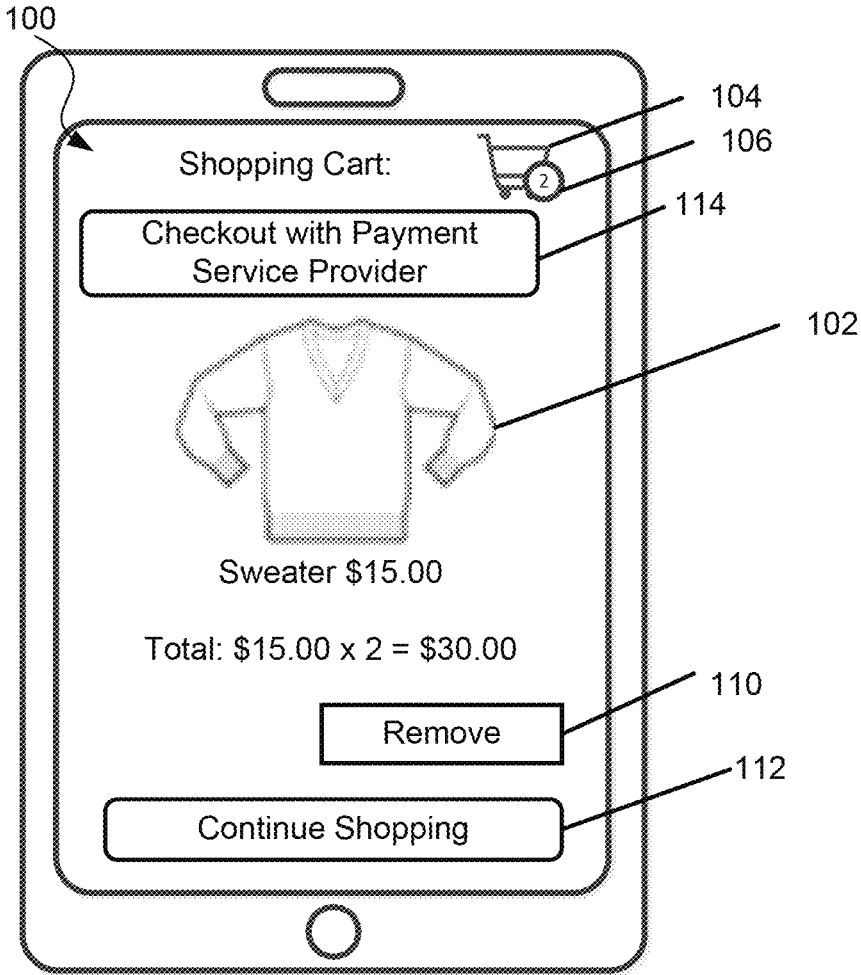 100
104
Shopping Cart:
106
2
114
Checkout with Payment
Service Provider
102
Sweater $15.00
Total: $15.00 x 2 = $30.00
110
Remove
112
Continue Shopping